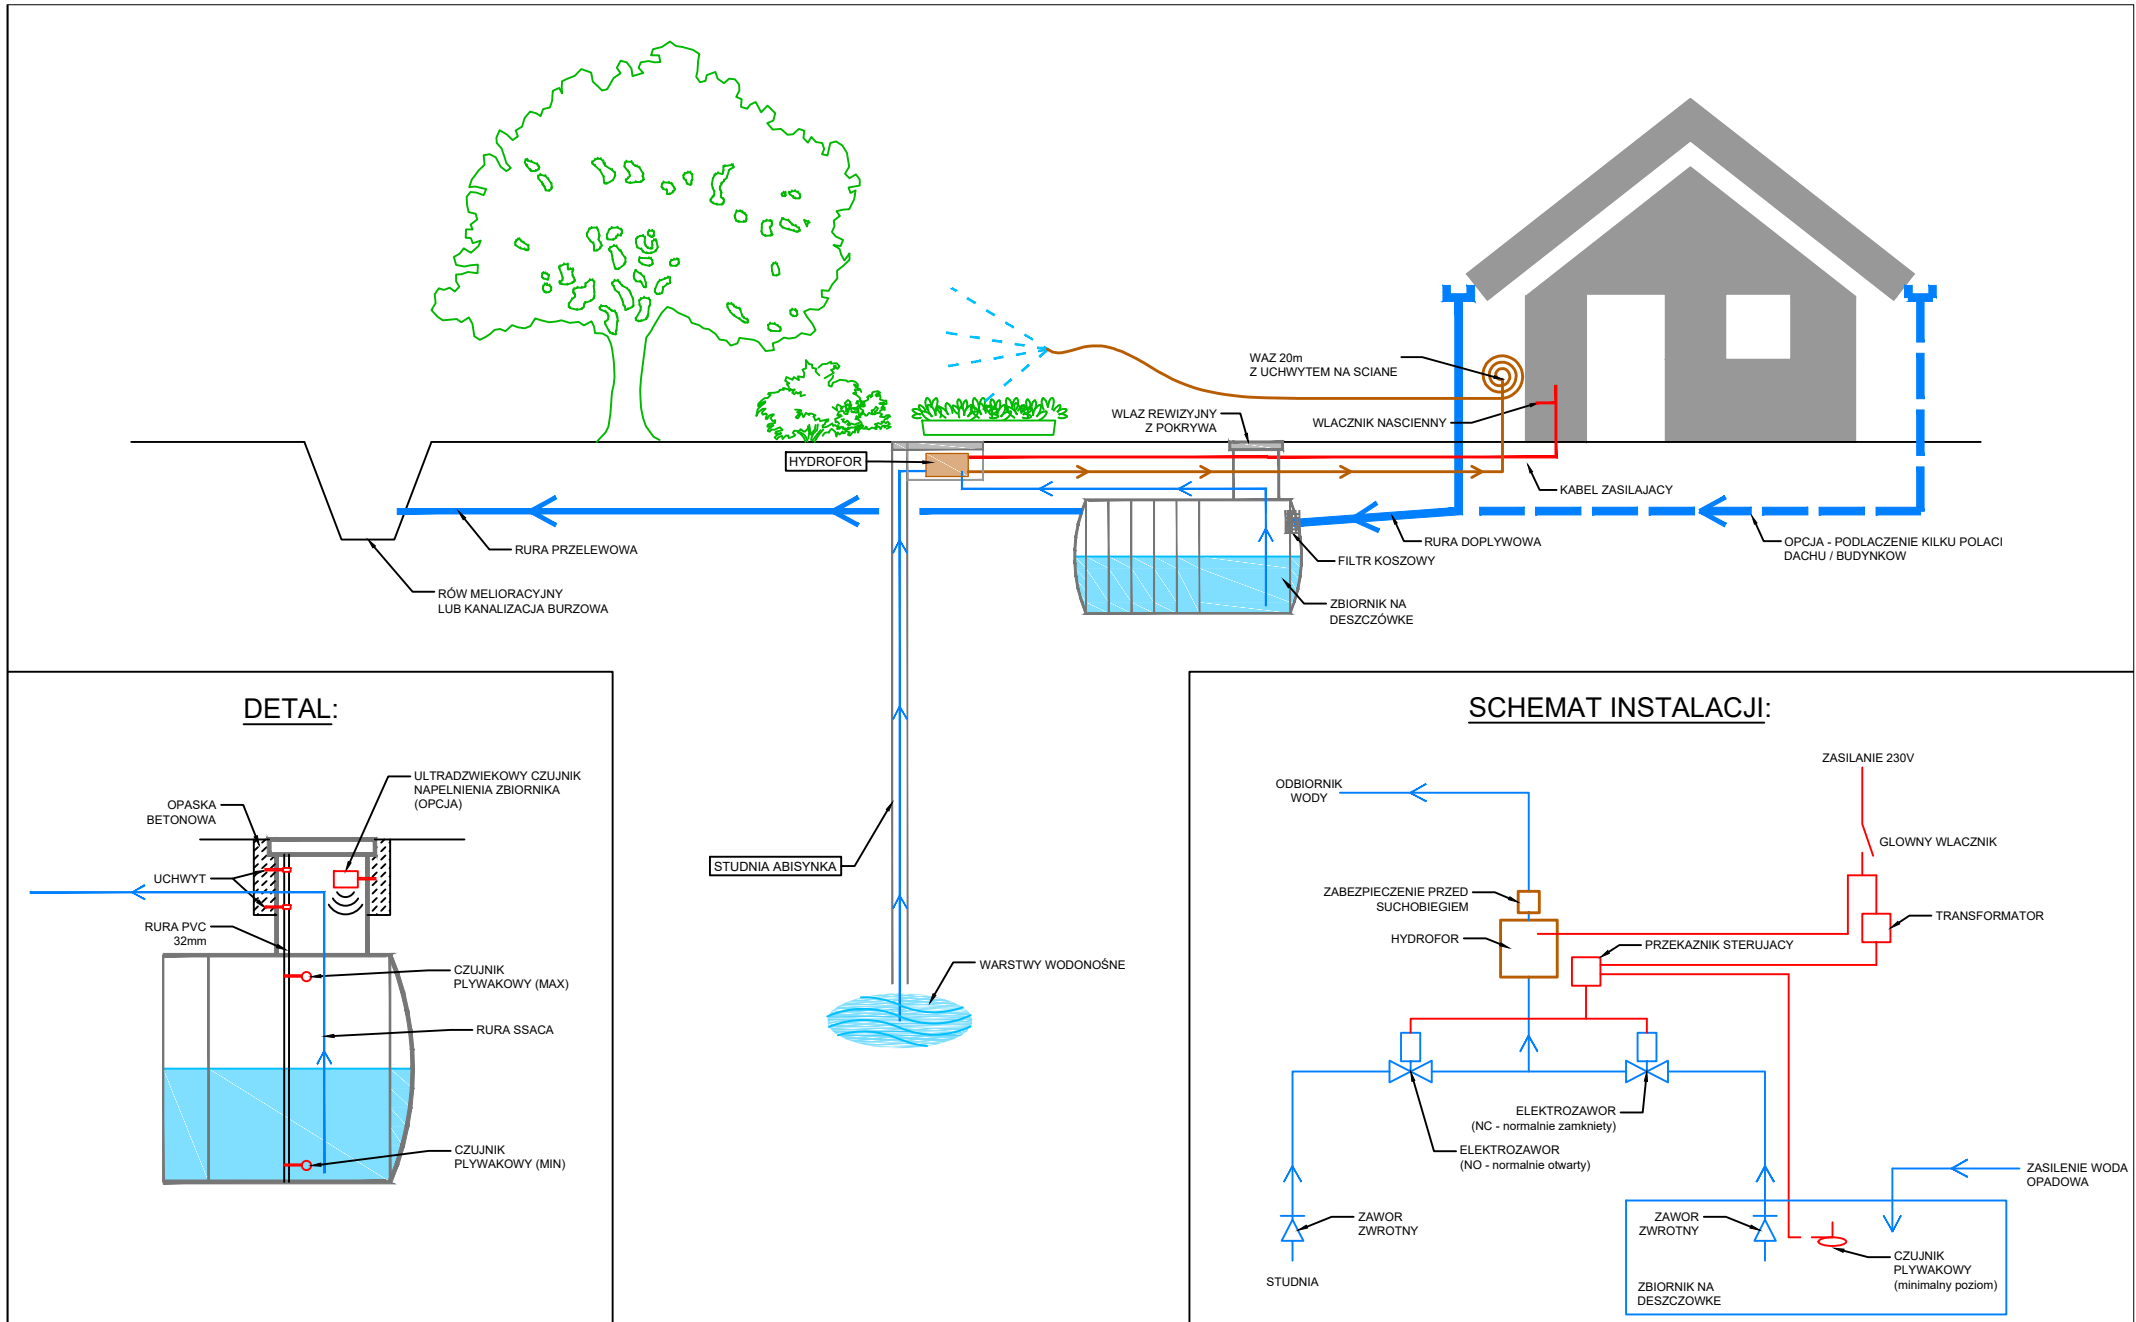 WAZ 20m
Z UCHWYTEM NA SCIANE
WLAZ REWIZYJNY
Z POKRYWA
WLACZNIK NASCIENNY
HYDROFOR
KABEL ZASILAJACY
RURA PRZELEWOWA
RURA DOPLYWOWA
OPCJA - PODLACZENIE KILKU POLACI
DACHU / BUDYNKOW
FILTR KOSZOWY
RÓW MELIORACYJNY
LUB KANALIZACJA BURZOWA
ZBIORNIK NA
DESZCZÓWKE
STUDNIA ABISYNKA
WARSTWY WODONOŚNE
DETAL:
ULTRADZWIEKOWY CZUJNIK
NAPELNIENIA ZBIORNIKA
(OPCJA)
OPASKA
BETONOWA
UCHWYT
RURA PVC
32mm
CZUJNIK
PLYWAKOWY (MAX)
RURA SSACA
CZUJNIK
PLYWAKOWY (MIN)
SCHEMAT INSTALACJI:
ZASILANIE 230V
ODBIORNIK
WODY
GLOWNY WLACZNIK
ZABEZPIECZENIE PRZED
SUCHOBIEGIEM
TRANSFORMATOR
HYDROFOR
PRZEKAZNIK STERUJACY
ELEKTROZAWOR
(NC - normalnie zamkniety)
ELEKTROZAWOR
(NO - normalnie otwarty)
ZASILENIE WODA
OPADOWA
ZAWOR
ZWROTNY
ZAWOR
ZWROTNY
CZUJNIK
PLYWAKOWY
(minimalny poziom)
STUDNIA
ZBIORNIK NA
DESZCZOWKE